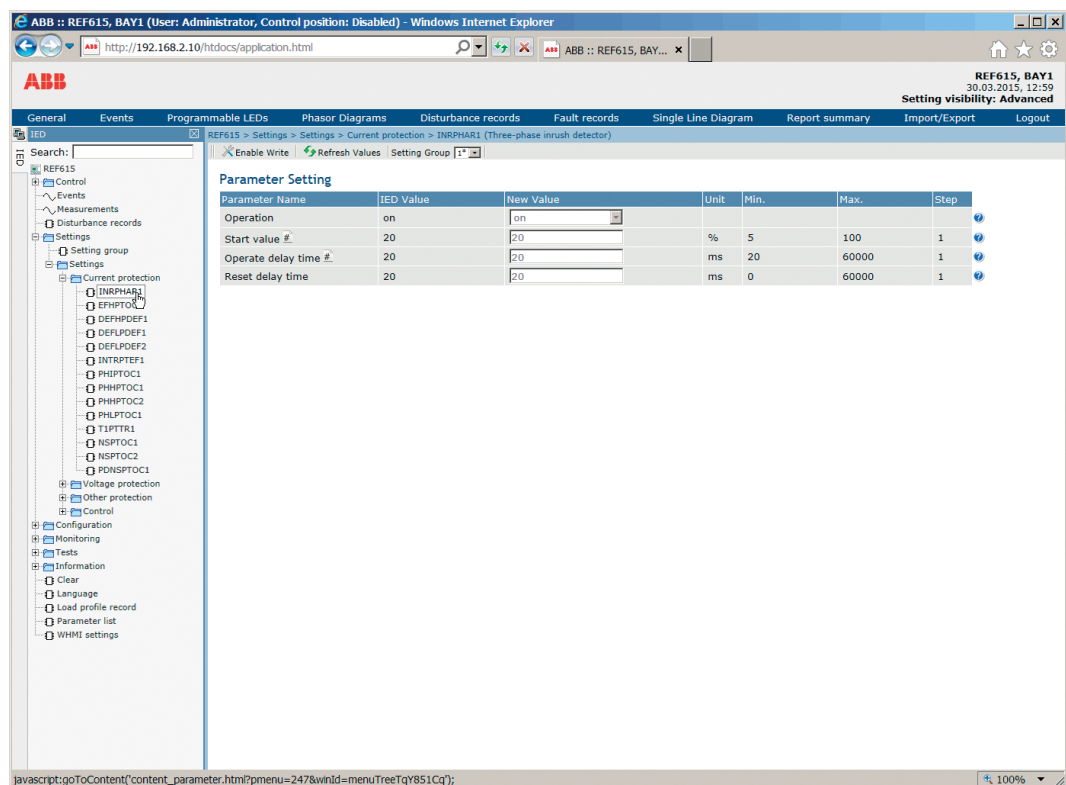 ABB :: REF615, BAY1 (User: Administrator, Control position: Disabled) - Windows Internet Explorer
http://192.168.2.10/htdocs/application.html
ABB :: REF615, BAY...
ABB
REF615, BAY1
30.03.2015, 12:59
Setting visibility: Advanced
General Events Programmable LEDs Phasor Diagrams Disturbance records Fault records Single Line Diagram Report summary Import/Export Logout
IED
IED
Search:
REF615
Control
Events
Measurements
Disturbance records
Settings
Setting group
Settings
Current protection
INRPHAR1
EFHPTOC
DEFHPDEF1
DEFLPDEF1
DEFLPDEF2
INTRPTEF1
PHIPTOC1
PHHPTOC1
PHHPTOC2
PHLPTOC1
T1PTTR1
NSPTOC1
NSPTOC2
PDNSPTOC1
Voltage protection
Other protection
Control
Configuration
Monitoring
Tests
Information
Clear
Language
Load profile record
Parameter list
WHMI settings
REF615 > Settings > Settings > Current protection > INRPHAR1 (Three-phase inrush detector)
Enable Write Refresh Values Setting Group 1*
Parameter Setting
Parameter Name IED Value New Value Unit Min. Max. Step
Operation on on
Start value # 20 20 % 5 100 1
Operate delay time # 20 20 ms 20 60000 1
Reset delay time 20 20 ms 0 60000 1
javascript:goToContent('content_parameter.html?pmenu=247&winId=menuTreeTqY851Cq');
100%